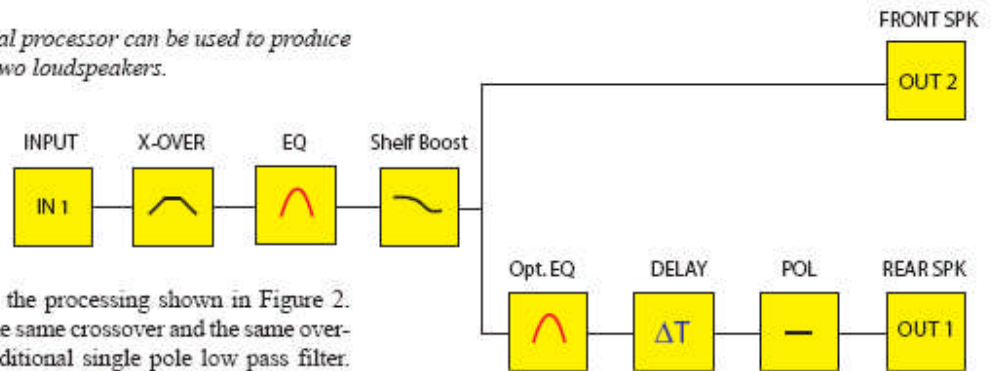 al processor can be used to produce
wo loudspeakers.
FRONT SPK
OUT 2
INPUT X-OVER EQ Shelf Boost
IN 1
Opt. EQ DELAY POL REAR SPK
ΔT OUT 1
the processing shown in Figure 2.
e same crossover and the same over-
ditional single pole low pass filter.